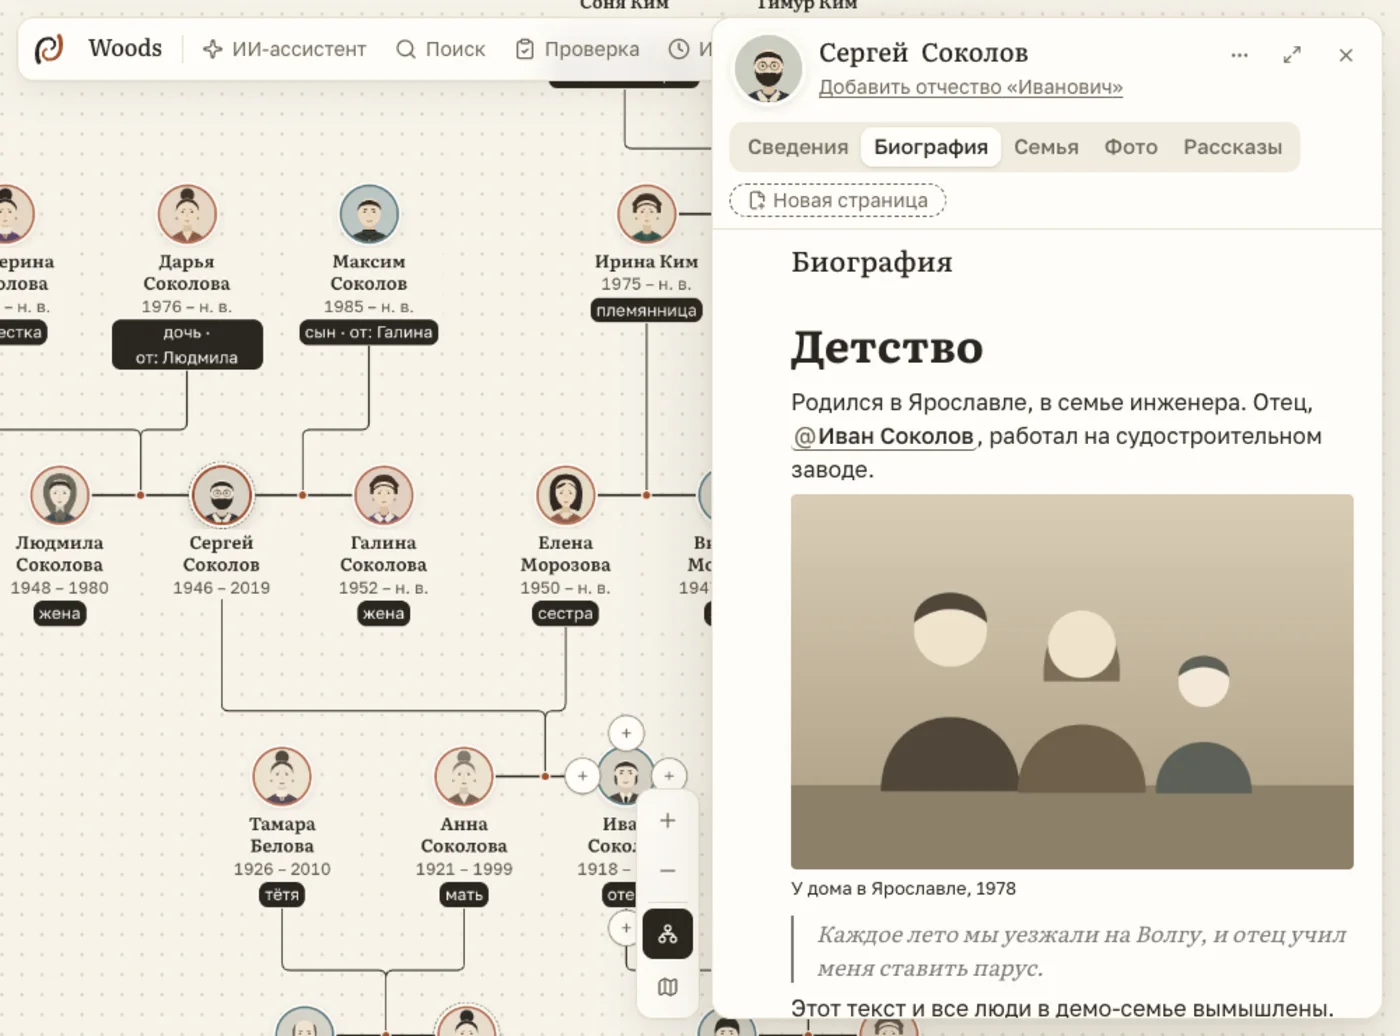 Соня Ким
Тимур Ким
Woods
ИИ-ассистент
Поиск
Проверка
Дарья
Соколова
1976 – н. в.
дочь ·
от: Людмила
Максим
Соколов
1985 – н. в.
сын · от: Галина
Ирина Ким
1975 – н. в.
племянница
Людмила
Соколова
1948 – 1980
жена
Сергей
Соколов
1946 – 2019
Галина
Соколова
1952 – н. в.
жена
Елена
Морозова
1950 – н. в.
сестра
Тамара
Белова
1926 – 2010
тётя
Анна
Соколова
1921 – 1999
мать
1918 –
Сергей Соколов
Добавить отчество «Иванович»
Сведения
Биография
Семья
Фото
Рассказы
Новая страница
Биография
Детство
Родился в Ярославле, в семье инженера. Отец,
@Иван Соколов, работал на судостроительном
заводе.
У дома в Ярославле, 1978
Каждое лето мы уезжали на Волгу, и отец учил
меня ставить парус.
Этот текст и все люди в демо-семье вымышлены.